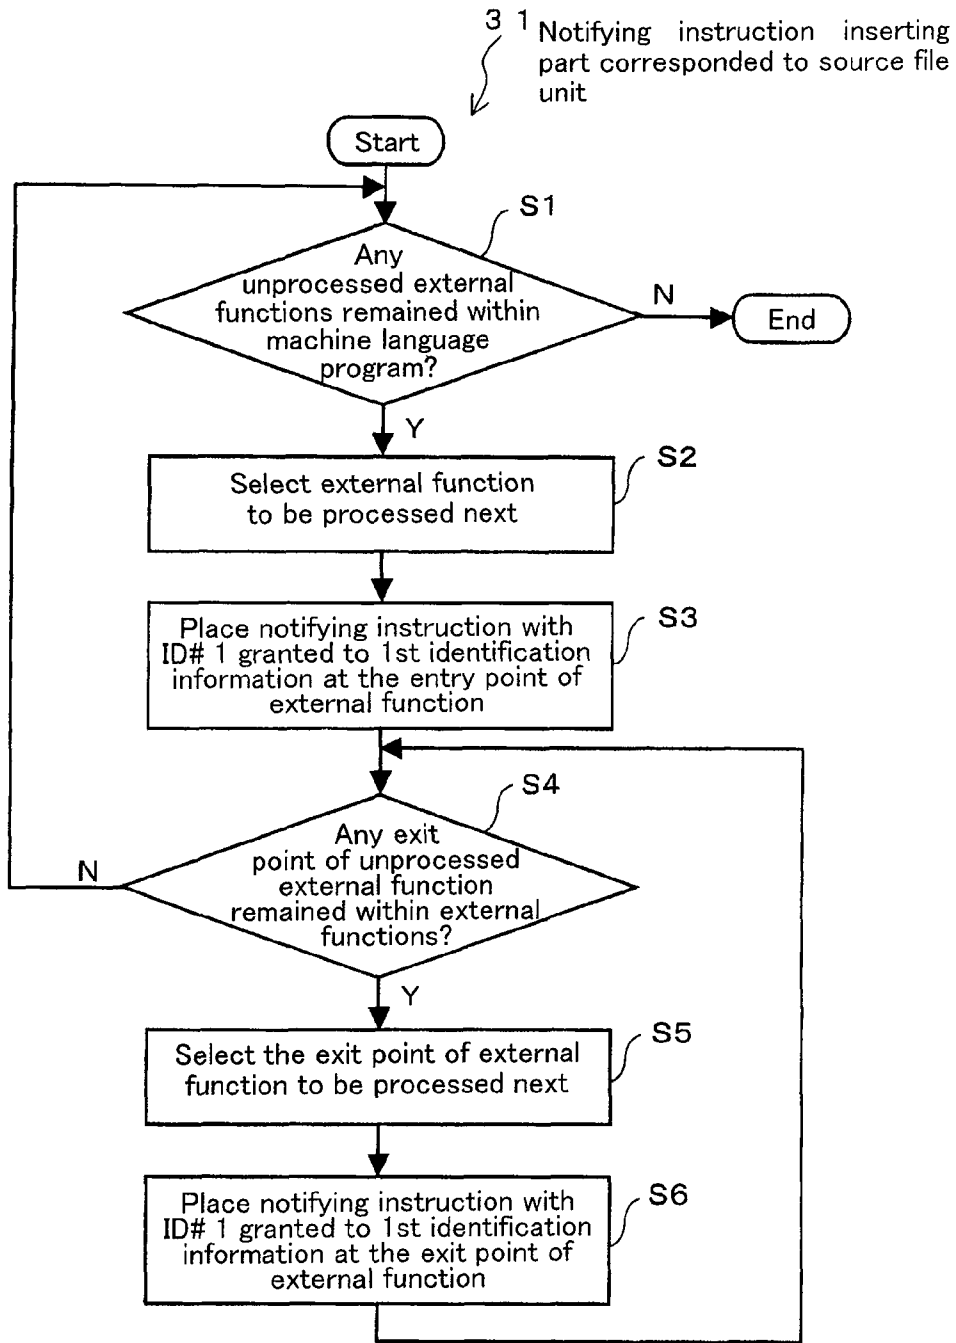 3 1
Notifying instruction inserting
part corresponded to source file
unit
Start
S1
Any
unprocessed external
functions remained within
machine language
program?
N
End
Y
S2
Select external function
to be processed next
S3
Place notifying instruction with
ID# 1 granted to 1st identification
information at the entry point of
external function
S4
Any exit
point of unprocessed
external function
remained within external
functions?
N
Y
S5
Select the exit point of external
function to be processed next
S6
Place notifying instruction with
ID# 1 granted to 1st identification
information at the exit point of
external function